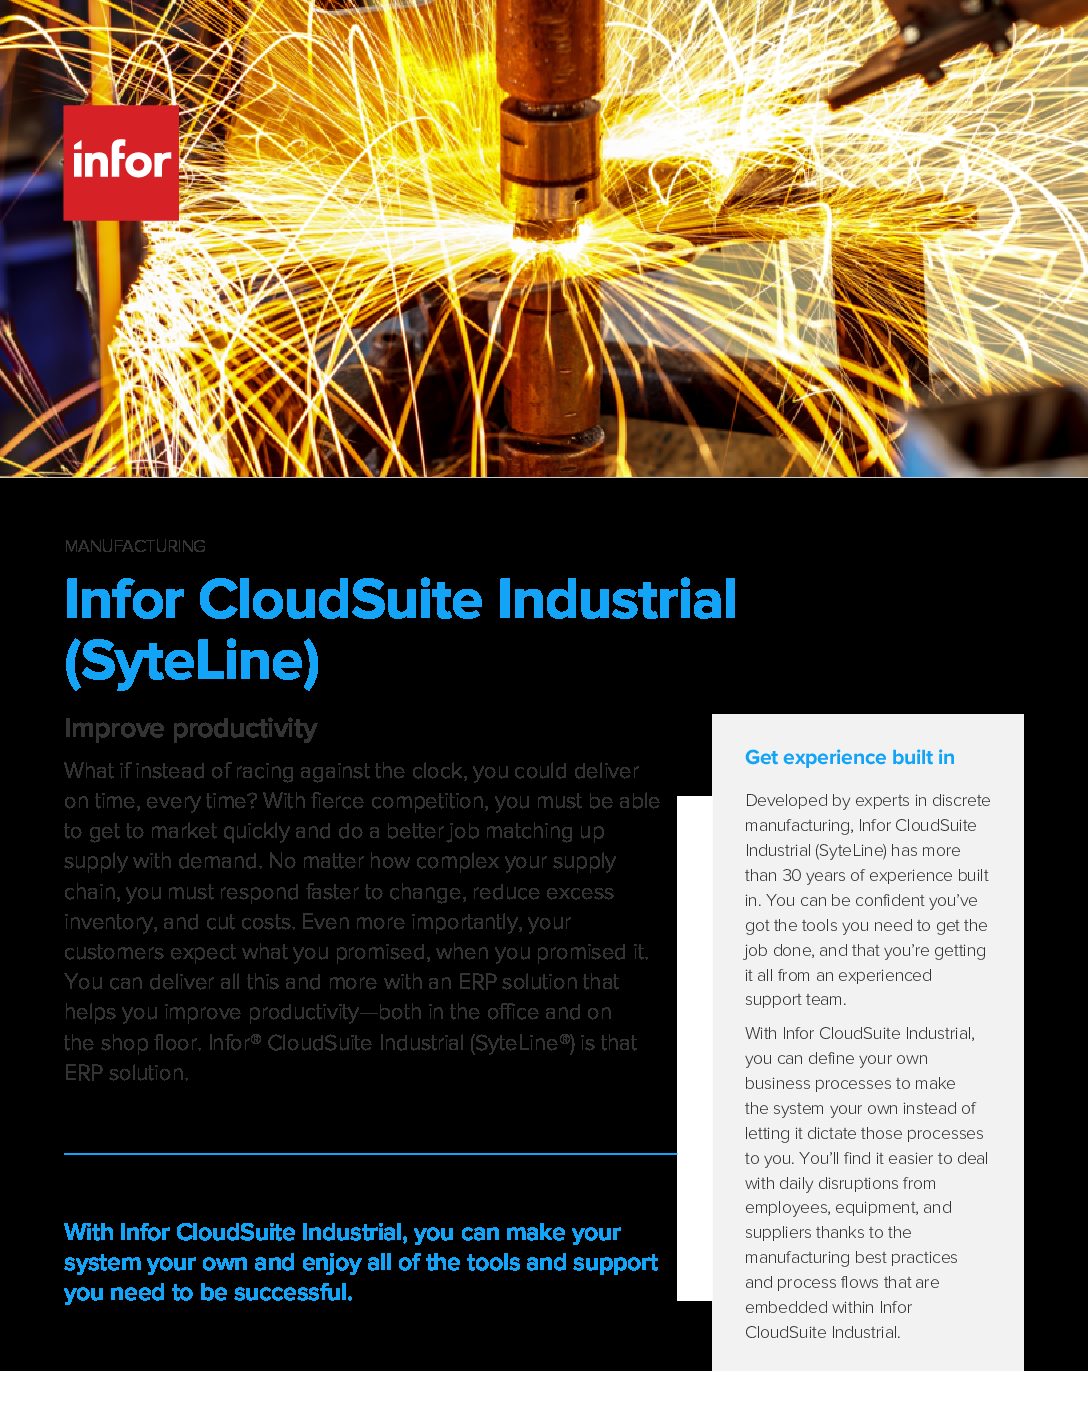 infor
MANUFACTURING
Infor CloudSuite Industrial
(SyteLine)
Improve productivity
What if instead of racing against the clock, you could deliver
on time, every time? With fierce competition, you must be able
to get to market quickly and do a better job matching up
supply with demand. No matter how complex your supply
chain, you must respond faster to change, reduce excess
inventory, and cut costs. Even more importantly, your
customers expect what you promised, when you promised it.
You can deliver all this and more with an ERP solution that
helps you improve productivity—both in the office and on
the shop floor. Infor® CloudSuite Industrial (SyteLine®) is that
ERP solution.
With Infor CloudSuite Industrial, you can make your
system your own and enjoy all of the tools and support
you need to be successful.
Get experience built in
Developed by experts in discrete
manufacturing, Infor CloudSuite
Industrial (SyteLine) has more
than 30 years of experience built
in. You can be confident you’ve
got the tools you need to get the
job done, and that you’re getting
it all from an experienced
support team.
With Infor CloudSuite Industrial,
you can define your own
business processes to make
the system your own instead of
letting it dictate those processes
to you. You’ll find it easier to deal
with daily disruptions from
employees, equipment, and
suppliers thanks to the
manufacturing best practices
and process flows that are
embedded within Infor
CloudSuite Industrial.